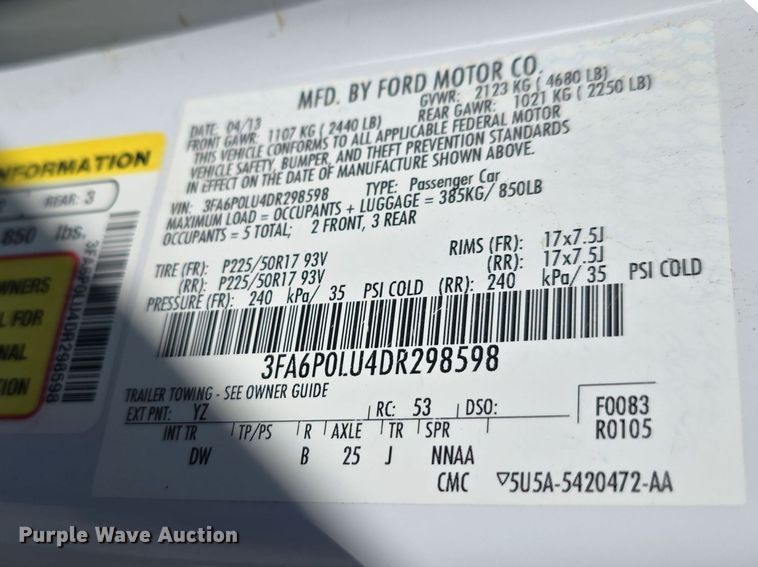 MFD. BY FORD MOTOR CO.
DATE: 04/13 GVWR: 2123 KG ( 4680 LB)
FRONT GAWR: 1107 KG ( 2440 LB) REAR GAWR: 1021 KG ( 2250 LB)
THIS VEHICLE CONFORMS TO ALL APPLICABLE FEDERAL MOTOR
VEHICLE SAFETY, BUMPER, AND THEFT PREVENTION STANDARDS
IN EFFECT ON THE DATE OF MANUFACTURE SHOWN ABOVE.
VIN: 3FA6P0LU4DR298598 TYPE: Passenger Car
MAXIMUM LOAD = OCCUPANTS + LUGGAGE = 385KG/ 850LB
OCCUPANTS = 5 TOTAL; 2 FRONT, 3 REAR
TIRE (FR): P225/50R17 93V RIMS (FR): 17x7.5J
(RR): P225/50R17 93V (RR): 17x7.5J
PRESSURE (FR): 240 kPa/ 35 PSI COLD (RR): 240 kPa/ 35 PSI COLD
3FA6P0LU4DR298598
TRAILER TOWING - SEE OWNER GUIDE
EXT PNT: YZ RC: 53 DSO: F0083
INT TR TP/PS R AXLE TR SPR R0105
DW B 25 J NNAA
CMC ▽5U5A-5420472-AA
NFORMATION
REAR: 3
850 lbs.
WNERS
L FOR
NAL
TION
3FA6P0LU4DR298598
Purple Wave Auction